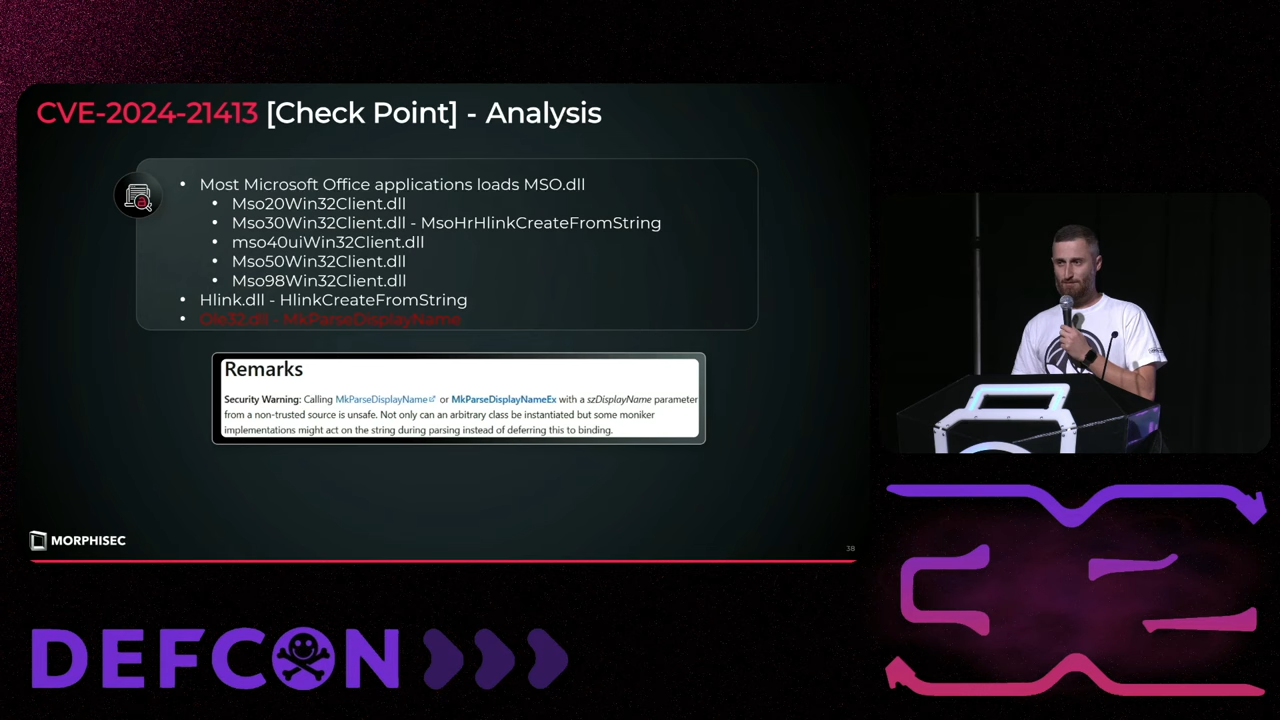 CVE-2024-21413 [Check Point] - Analysis
• Most Microsoft Office applications loads MSO.dll
• Mso20Win32Client.dll
• Mso30Win32Client.dll - MsoHrHlinkCreateFromString
• mso40uiWin32Client.dll
• Mso50Win32Client.dll
• Mso98Win32Client.dll
• Hlink.dll - HlinkCreateFromString
• Ole32.dll - MkParseDisplayName
Remarks
Security Warning: Calling MkParseDisplayName or MkParseDisplayNameEx with a szDisplayName parameter
from a non-trusted source is unsafe. Not only can an arbitrary class be instantiated but some moniker
implementations might act on the string during parsing instead of deferring this to binding.
MORPHISEC
38
DEFCON